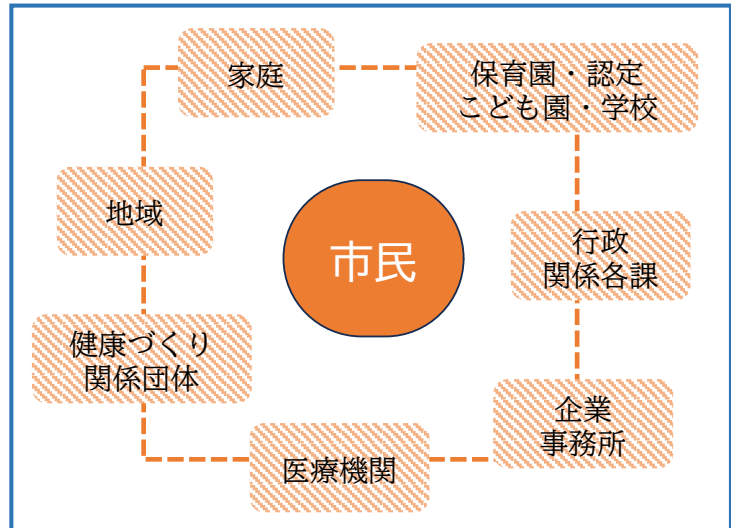 家庭
保育園・認定
こども園・学校
地域
市民
行政
関係各課
健康づくり
関係団体
企業
事務所
医療機関